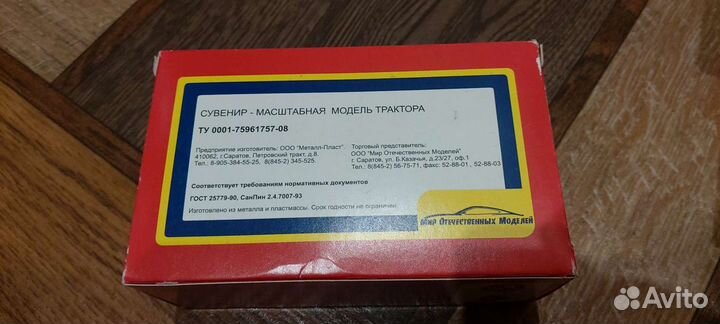 СУВЕНИР - МАСШТАБНАЯ МОДЕЛЬ ТРАКТОРА
ТУ 0001-75961757-08
Предприятие изготовитель: ООО "Металл-Пласт".
410062, г.Саратов, Петровский тракт, д.8.
Тел.: 8-905-384-55-25, 8(845-2) 345-525.
Торговый представитель:
ООО "Мир Отечественных Моделей"
г. Саратов, ул. Б.Казачья, д.23/27, оф.1
Тел.: 8(845-2) 56-75-71, факс: 52-88-01 , 52-88-03
Соответствует требованиям нормативных документов
ГОСТ 25779-90, СанПин 2.4.7007-93
Изготовлено из металла и пластмассы. Срок годности не ограничен.
Мир Отечественных Моделей
Avito